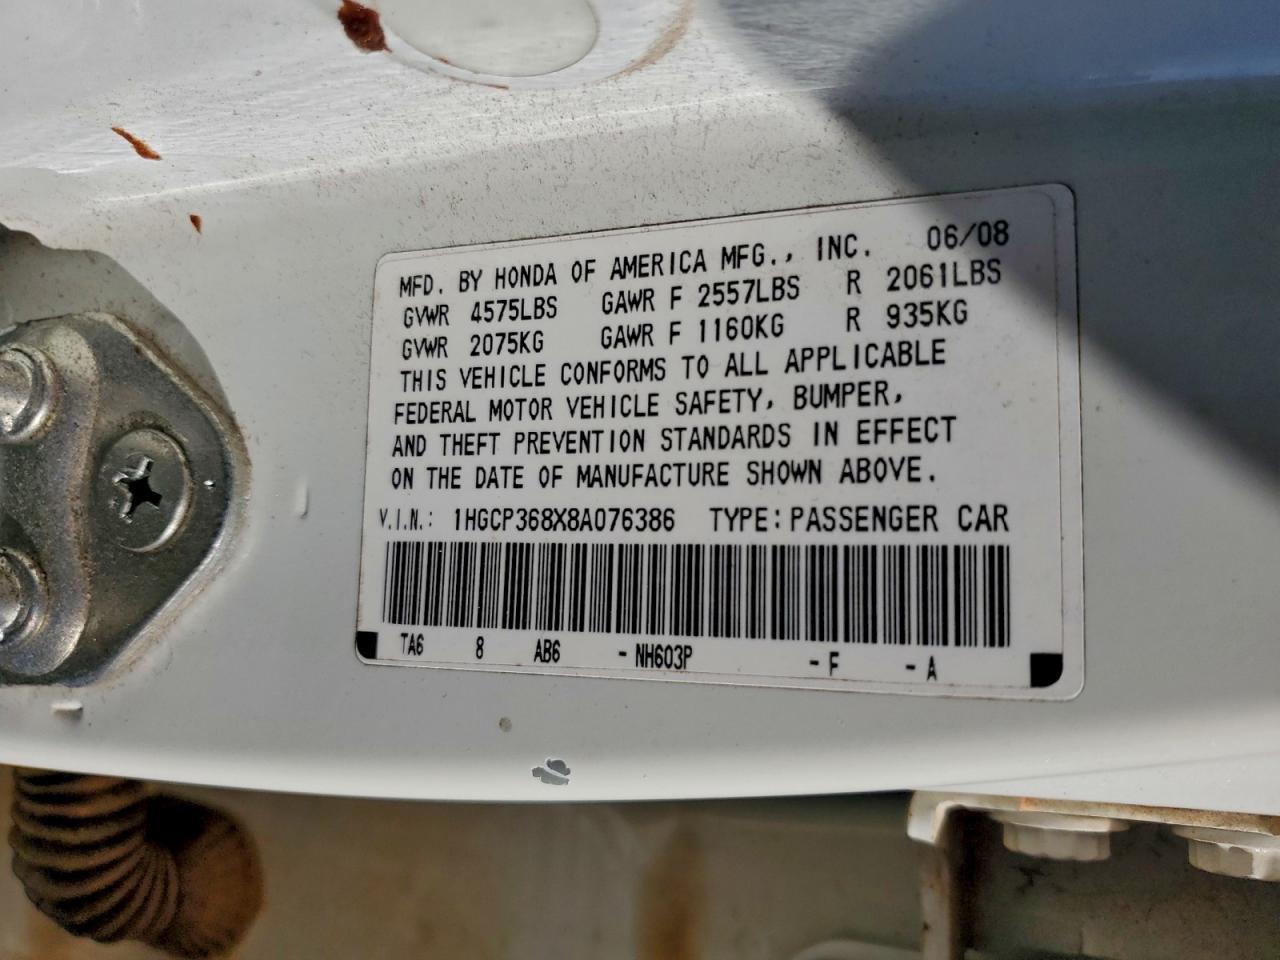 MFD. BY HONDA OF AMERICA MFG., INC. 06/08
GVWR 4575LBS GAWR F 2557LBS R 2061LBS
GVWR 2075KG GAWR F 1160KG R 935KG
THIS VEHICLE CONFORMS TO ALL APPLICABLE
FEDERAL MOTOR VEHICLE SAFETY, BUMPER,
AND THEFT PREVENTION STANDARDS IN EFFECT
ON THE DATE OF MANUFACTURE SHOWN ABOVE.
V.I.N.: 1HGCP368X8A076386 TYPE: PASSENGER CAR
TA6 8 AB6 - NH603P - F - A